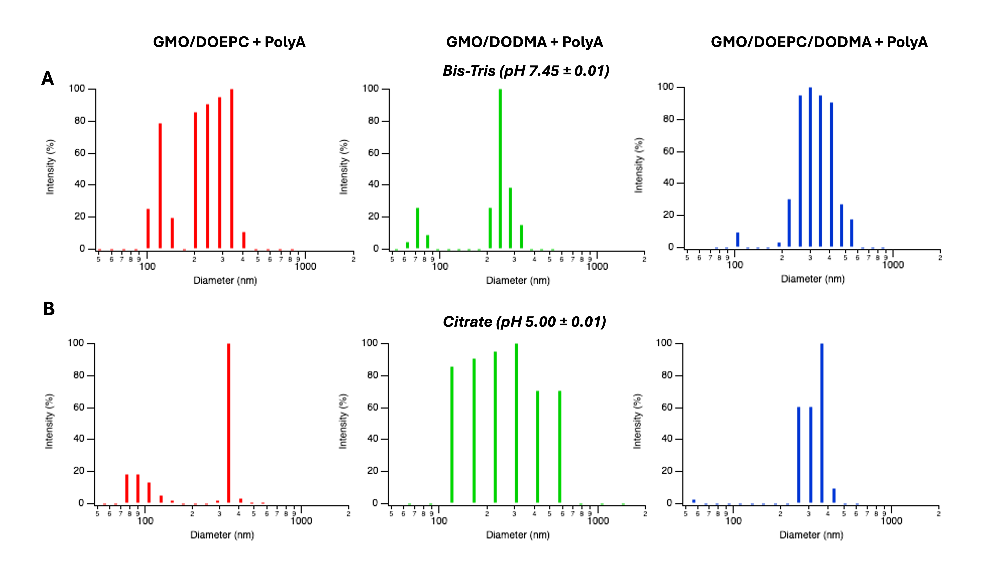 GMO/DOEPC + PolyA
GMO/DODMA + PolyA
GMO/DOEPC/DODMA + PolyA
Bis-Tris (pH 7.45 ± 0.01)
A
100
80
60
40
20
0
Intensity (%)
5 6 7 8 9 100 2 3 4 5 6 7 8 9 1000 2
Diameter (nm)
100
80
60
40
20
0
Intensity (%)
5 6 7 8 9 100 2 3 4 5 6 7 8 9 1000 2
Diameter (nm)
100
80
60
40
20
0
Intensity (%)
5 6 7 8 9 100 2 3 4 5 6 7 8 9 1000 2
Diameter (nm)
B
Citrate (pH 5.00 ± 0.01)
100
80
60
40
20
0
Intensity (%)
5 6 7 8 9 100 2 3 4 5 6 7 8 9 1000 2
Diameter (nm)
100
80
60
40
20
0
Intensity (%)
5 6 7 8 9 100 2 3 4 5 6 7 8 9 1000 2
Diameter (nm)
100
80
60
40
20
0
Intensity (%)
5 6 7 8 9 100 2 3 4 5 6 7 8 9 1000 2
Diameter (nm)